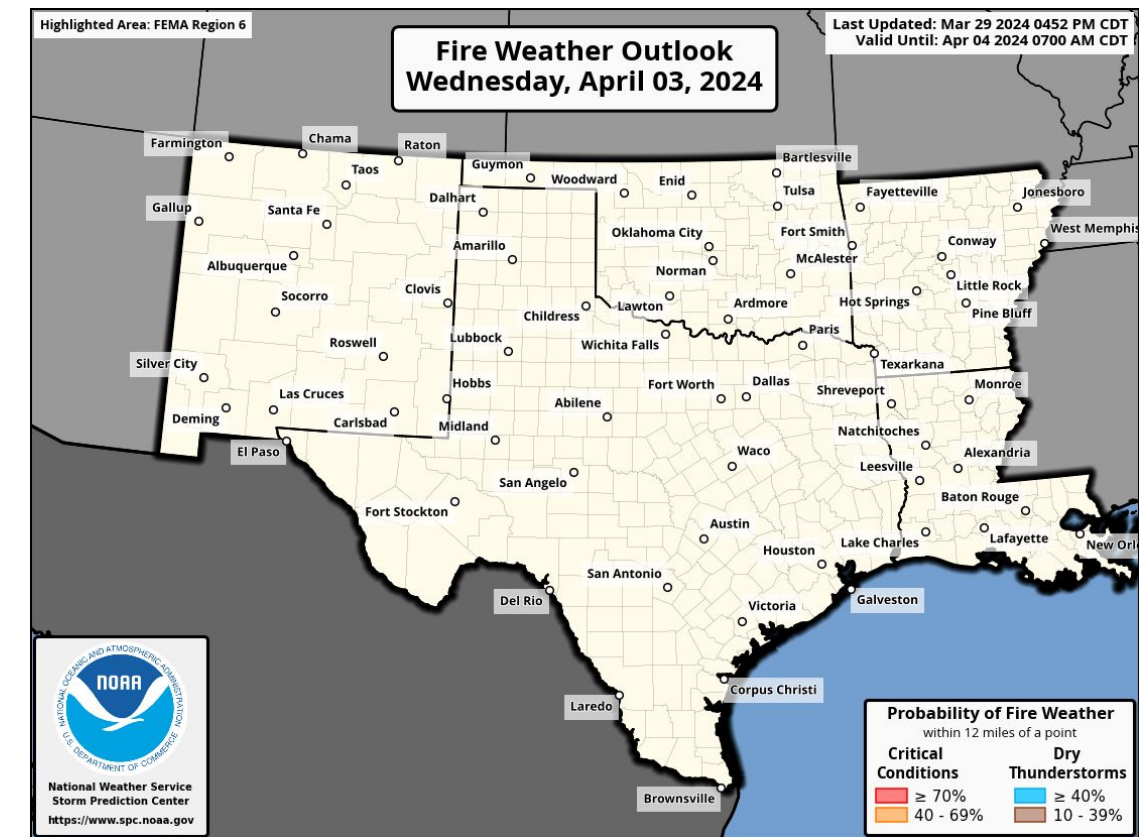 Highlighted Area: FEMA Region 6
Fire Weather Outlook
Wednesday, April 03, 2024
Last Updated: Mar 29 2024 0452 PM CDT
Valid Until: Apr 04 2024 0700 AM CDT
Farmington
Chama
Raton
Taos
Guymon
Woodward
Enid
Bartlesville
Tulsa
Fayetteville
Jonesboro
Gallup
Santa Fe
Dalhart
Oklahoma City
Fort Smith
Conway
West Memphis
Albuquerque
Amarillo
Norman
McAlester
Little Rock
Socorro
Clovis
Childress
Lawton
Ardmore
Hot Springs
Pine Bluff
Roswell
Lubbock
Wichita Falls
Paris
Texarkana
Silver City
Las Cruces
Hobbs
Fort Worth
Dallas
Shreveport
Monroe
Deming
Carlsbad
Midland
Abilene
Natchitoches
El Paso
Waco
Leesville
Alexandria
San Angelo
Baton Rouge
Fort Stockton
Austin
Houston
Lake Charles
Lafayette
New Orl
San Antonio
Del Rio
Victoria
Galveston
Laredo
Corpus Christi
Brownsville
NATIONAL OCEANIC AND ATMOSPHERIC ADMINISTRATION
NOAA
U.S. DEPARTMENT OF COMMERCE
National Weather Service
Storm Prediction Center
https://www.spc.noaa.gov
Probability of Fire Weather
within 12 miles of a point
Critical Conditions
≥ 70%
40 - 69%
Dry Thunderstorms
≥ 40%
10 - 39%